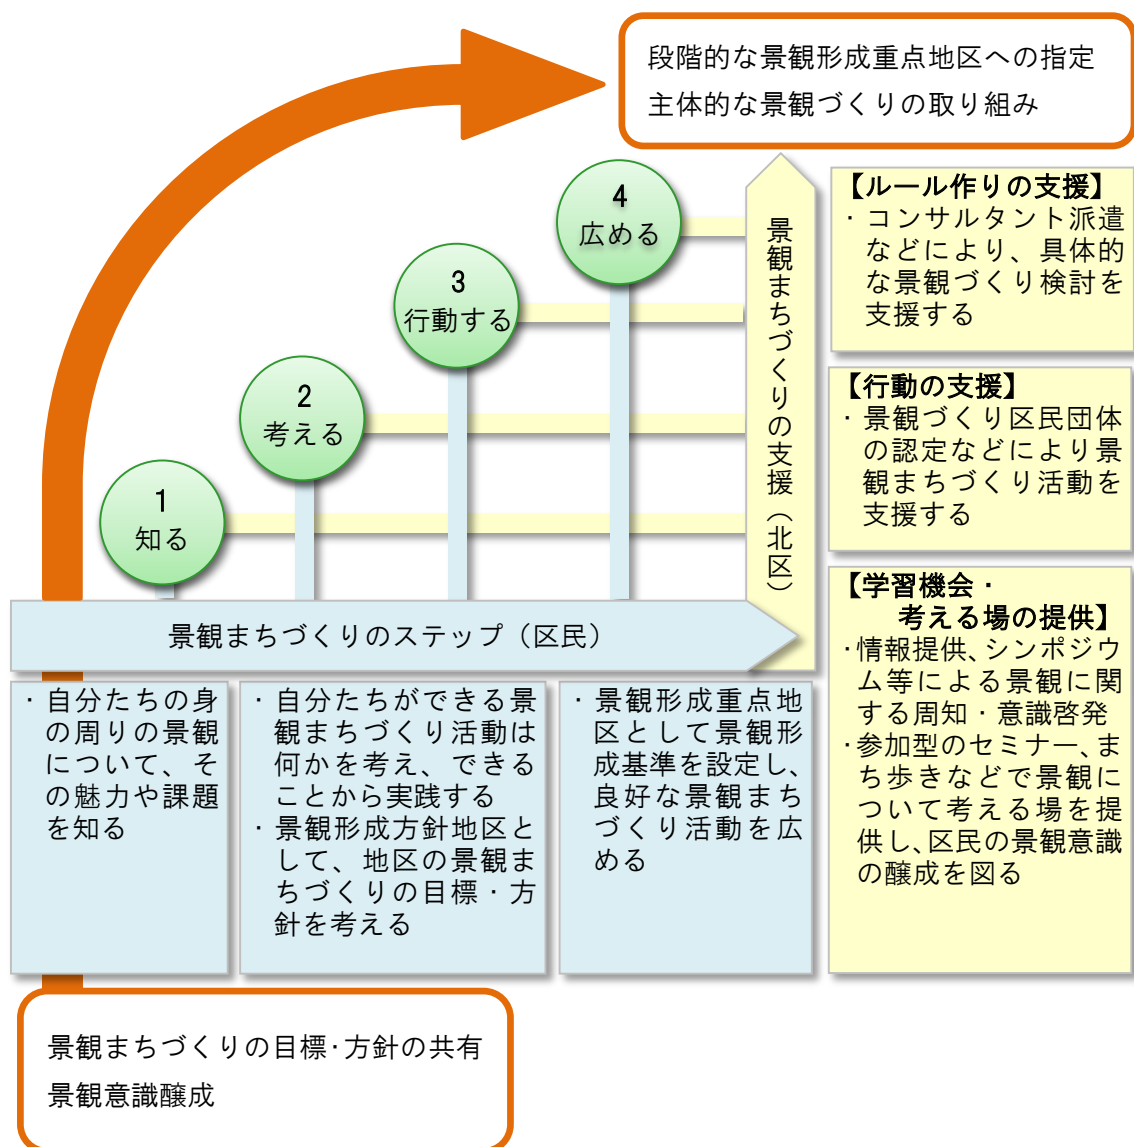 段階的な景観形成重点地区への指定
主体的な景観づくりの取り組み
4
広める
3
行動する
2
考える
1
知る
景観まちづくりの支援（北区）
景観まちづくりのステップ（区民）
【ルール作りの支援】
・コンサルタント派遣
などにより、具体的
な景観づくり検討を
支援する
【行動の支援】
・景観づくり区民団体
の認定などにより景
観まちづくり活動を
支援する
【学習機会・
考える場の提供】
・情報提供、シンポジウ
ム等による景観に関
する周知・意識啓発
・参加型のセミナー、ま
ち歩きなどで景観に
ついて考える場を提
供し、区民の景観意識
の醸成を図る
・自分たちの身
の周りの景観
について、そ
の魅力や課題
を知る
・自分たちができる景
観まちづくり活動は
何かを考え、できる
ことから実践する
・景観形成方針地区と
して、地区の景観ま
ちづくりの目標・方
針を考える
・景観形成重点地
区として景観形
成基準を設定し、
良好な景観まち
づくり活動を広
める
景観まちづくりの目標・方針の共有
景観意識醸成